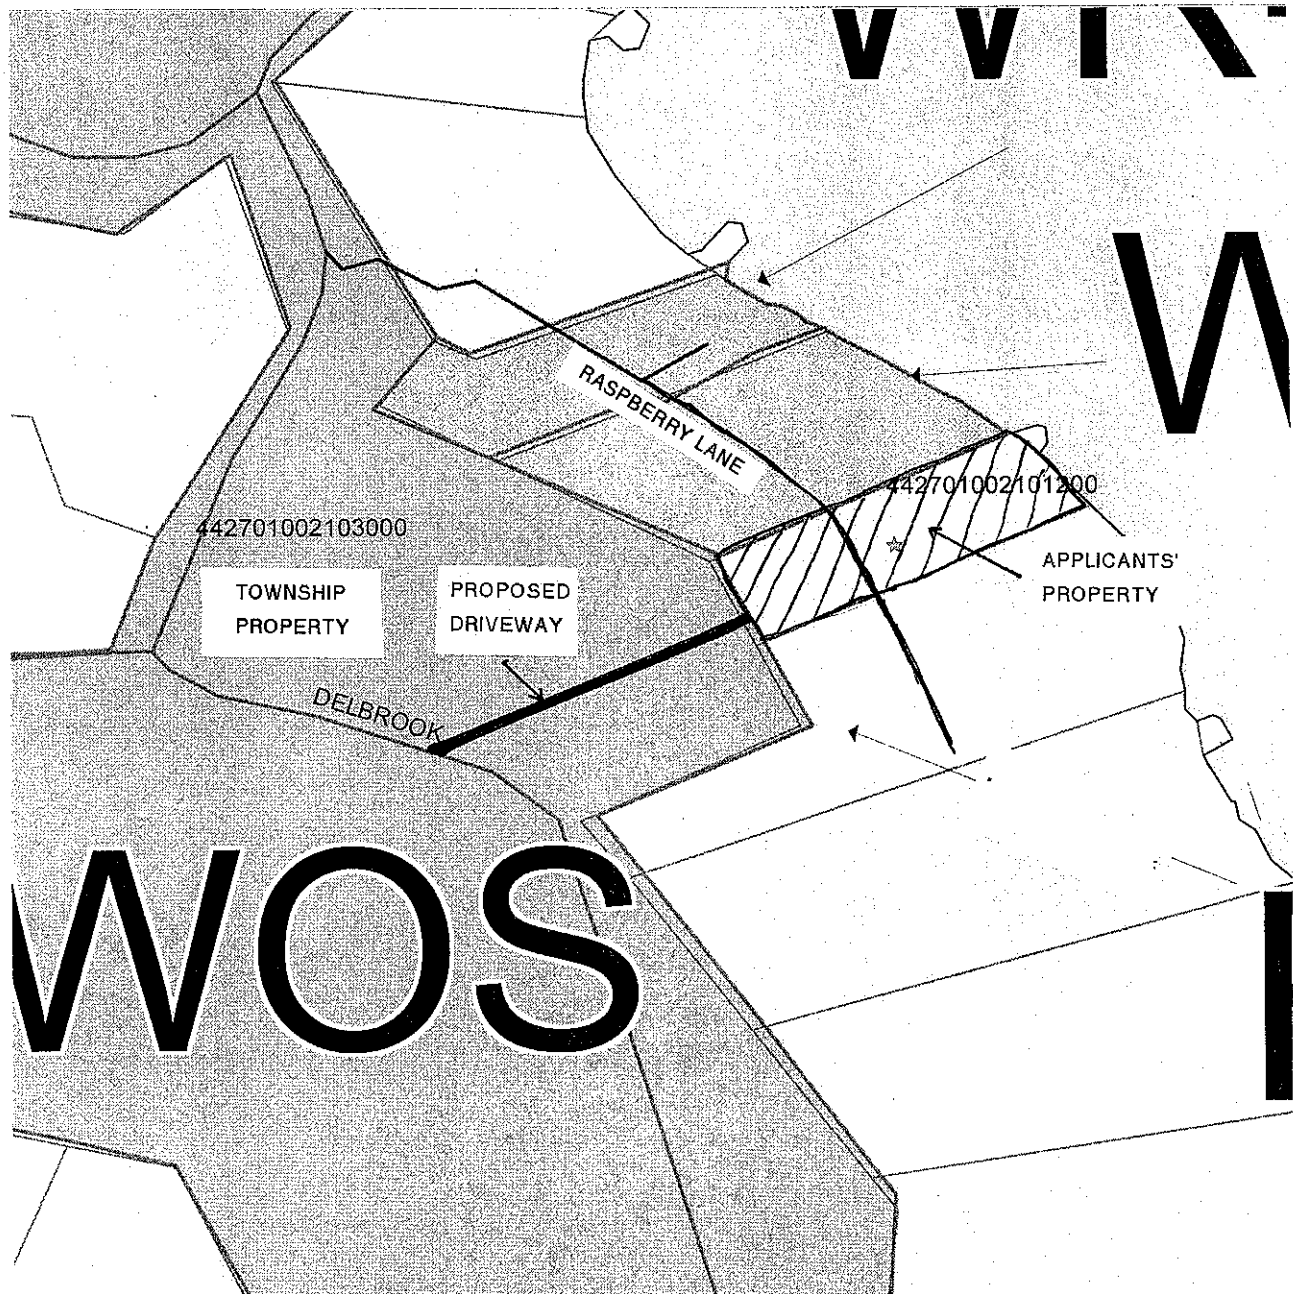 W
RASPBERRY LANE
442701002101200
442701002103000
APPLICANTS'
PROPERTY
TOWNSHIP
PROPERTY
PROPOSED
DRIVEWAY
DELBROOK
WOS